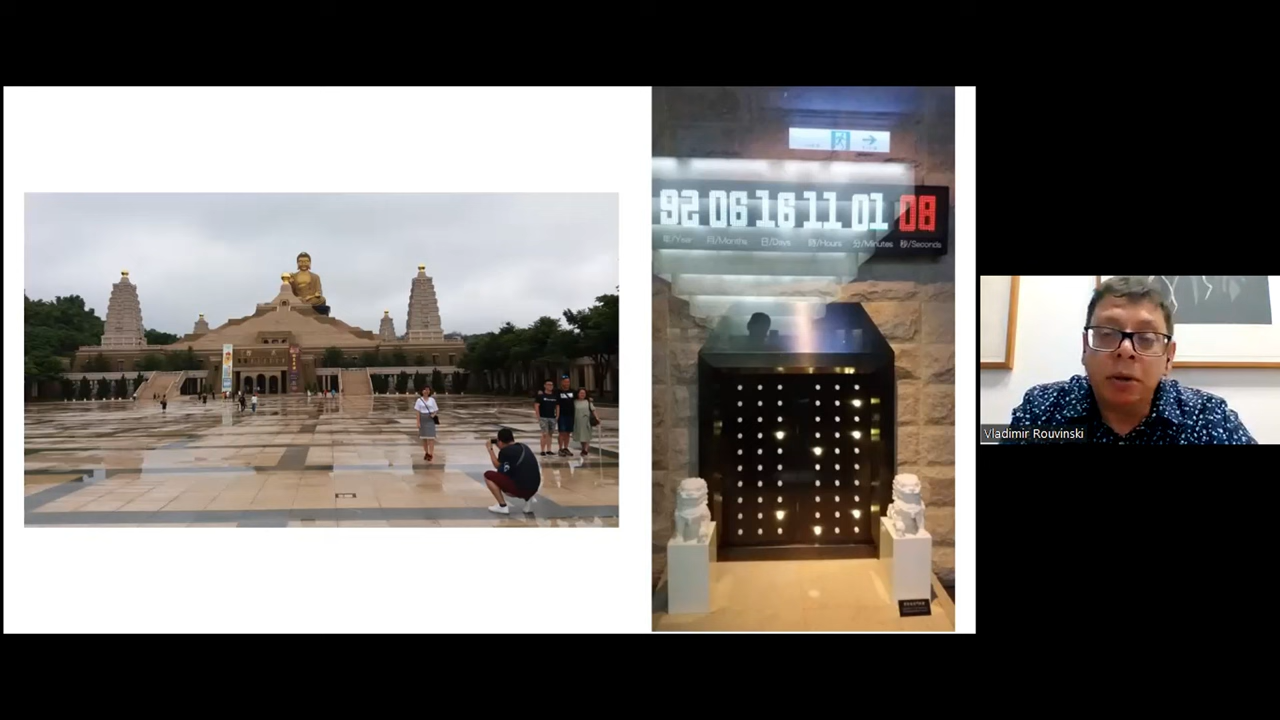 92 06 16 11 01 08
年/Year 月/Months 日/Days 時/Hours 分/Minutes 秒/Seconds
Vladimir Rouvinski